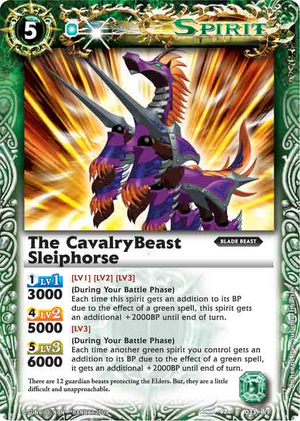 5
SPIRIT
The CavalryBeast
Sleiphorse
BLADE BEAST
1 LV1
3000
4 LV2
5000
5 LV3
6000
[LV1] [LV2] [LV3]
(During Your Battle Phase)
Each time this spirit gets an addition to its BP
due to the effect of a green spell, this spirit gets
an additional +2000BP until end of turn.
[LV3]
(During Your Battle Phase)
Each time another green spirit you control gets an
addition to its BP due to the effect of a green spell,
it gets an additional +2000BP until end of turn.
There are 12 guardian beasts protecting the Elders. But, they are a little
difficult and unapproachable.